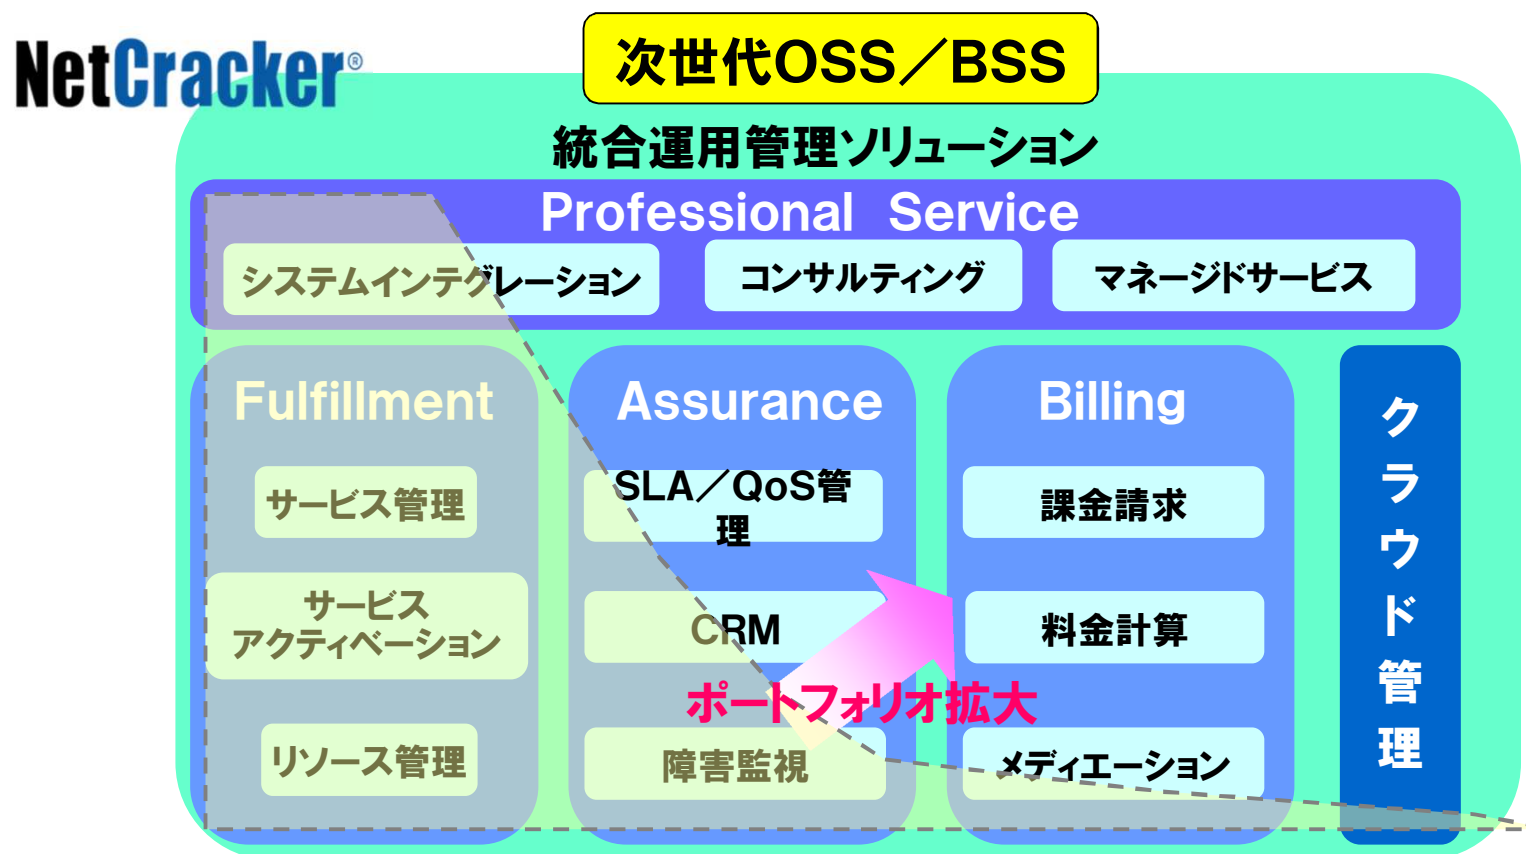 NetCracker®
次世代OSS／BSS
統合運用管理ソリューション
Professional Service
システムインテグレーション
コンサルティング
マネージドサービス
Fulfillment
サービス管理
サービス
アクティベーション
リソース管理
Assurance
SLA／QoS管
理
CRM
障害監視
ポートフォリオ拡大
Billing
課金請求
料金計算
メディエーション
クラウド管理